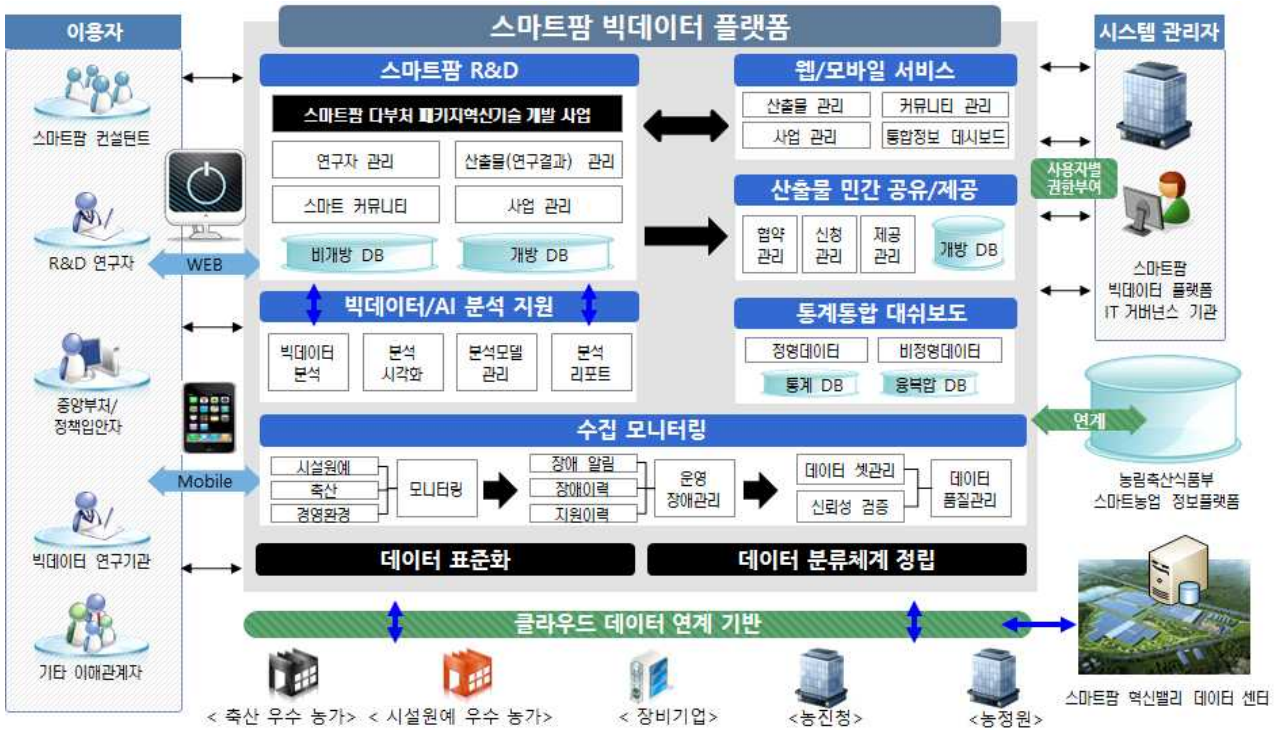 스마트팜 빅데이터 플랫폼
이용자
스마트팜 컨설턴트
R&D 연구자
중앙부처/
정책입안자
빅데이터 연구기관
기타 이해관계자
WEB
Mobile
스마트팜 R&D
스마트팜 다부처 패키지혁신기술 개발 사업
연구자 관리
산출물(연구결과) 관리
스마트 커뮤니티
사업 관리
비개방 DB
개방 DB
빅데이터/AI 분석 지원
빅데이터
분석
분석
시각화
분석모델
관리
분석
리포트
웹/모바일 서비스
산출물 관리
커뮤니티 관리
사업 관리
통합정보 데시보드
산출물 민간 공유/제공
협약
관리
신청
관리
제공
관리
개방 DB
통계통합 대쉬보도
정형데이터
비정형데이터
통계 DB
융복합 DB
수집 모니터링
시설원예
축산
경영환경
모니터링
장애 알림
장애이력
지원이력
운영
장애관리
데이터 셋관리
신뢰성 검증
데이터
품질관리
데이터 표준화
데이터 분류체계 정립
클라우드 데이터 연계 기반
< 축산 우수 농가>
< 시설원예 우수 농가>
< 장비기업>
<농진청>
<농정원>
시스템 관리자
사용자별
권한부여
스마트팜
빅데이터 플랫폼
IT 거버넌스 기관
연계
농림축산식품부
스마트농업 정보플랫폼
스마트팜 혁신밸리 데이터 센터